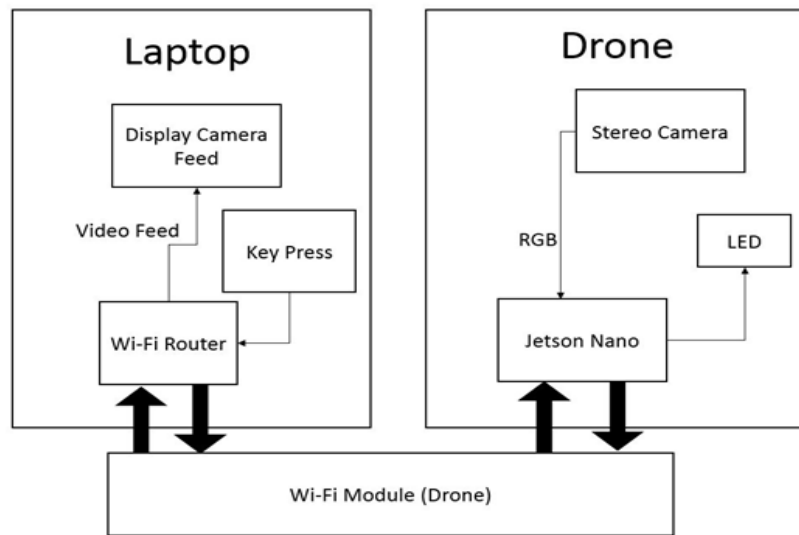 Laptop
Display Camera
Feed
Video Feed
Key Press
Wi-Fi Router
Drone
Stereo Camera
RGB
LED
Jetson Nano
Wi-Fi Module (Drone)